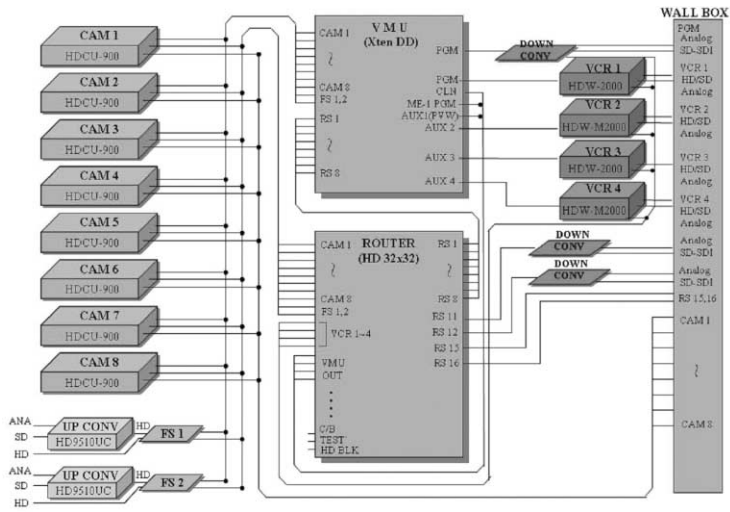 CAM 1
HDCU-900
CAM 2
HDCU-900
CAM 3
HDCU-900
CAM 4
HDCU-900
CAM 5
HDCU-900
CAM 6
HDCU-900
CAM 7
HDCU-900
CAM 8
HDCU-900
ANA
SD
HD
UP CONV
HD9510UC
HD
FS 1
ANA
SD
HD
UP CONV
HD9510UC
HD
FS 2
V M U
(Xten DD)
CAM 1
CAM 8
FS 1,2
RS 1
RS 8
PGM
PGM
CLN
ME-1 PGM
AUX1(PVW)
AUX 2
AUX 3
AUX 4
ROUTER
(HD 32x32)
CAM 1
CAM 8
FS 1,2
VCR 1~4
VMU
OUT
C/B
TEST
HD BLK
RS 1
RS 8
RS 11
RS 12
RS 15
RS 16
DOWN
CONV
VCR 1
HDW-2000
VCR 2
HDW-M2000
VCR 3
HDW-2000
VCR 4
HDW-M2000
DOWN
CONV
DOWN
CONV
WALL BOX
PGM
Analog
SD-SDI
VCR 1
HD/SD
Analog
VCR 2
HD/SD
Analog
VCR 3
HD/SD
Analog
VCR 4
HD/SD
Analog
Analog
SD-SDI
Analog
SD-SDI
RS 15,16
CAM 1
CAM 8